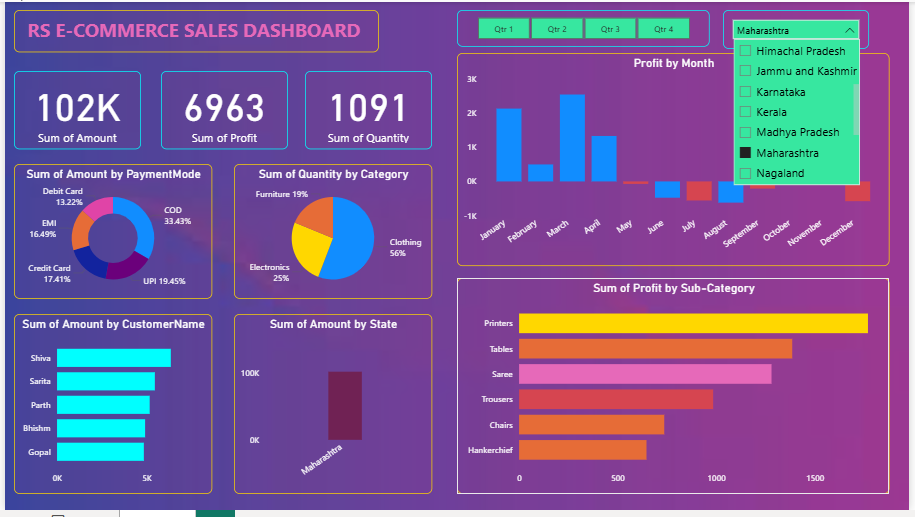 RS E-COMMERCE SALES DASHBOARD
Qtr 1
Qtr 2
Qtr 3
Qtr 4
Maharashtra
Himachal Pradesh
Jammu and Kashmir
Karnataka
Kerala
Madhya Pradesh
Maharashtra
Nagaland
102K
Sum of Amount
6963
Sum of Profit
1091
Sum of Quantity
Profit by Month
3K
2K
1K
0K
-1K
January
February
March
April
May
June
July
August
September
October
November
December
Sum of Amount by PaymentMode
Debit Card
13.22%
COD
33.43%
EMI
16.49%
Credit Card
17.41%
UPI 19.45%
Sum of Quantity by Category
Furniture 19%
Clothing
56%
Electronics
25%
Sum of Profit by Sub-Category
Printers
Tables
Saree
Trousers
Chairs
Hankerchief
0
500
1000
1500
Sum of Amount by CustomerName
Shiva
Sarita
Parth
Bhishm
Gopal
0K
5K
Sum of Amount by State
100K
0K
Maharashtra